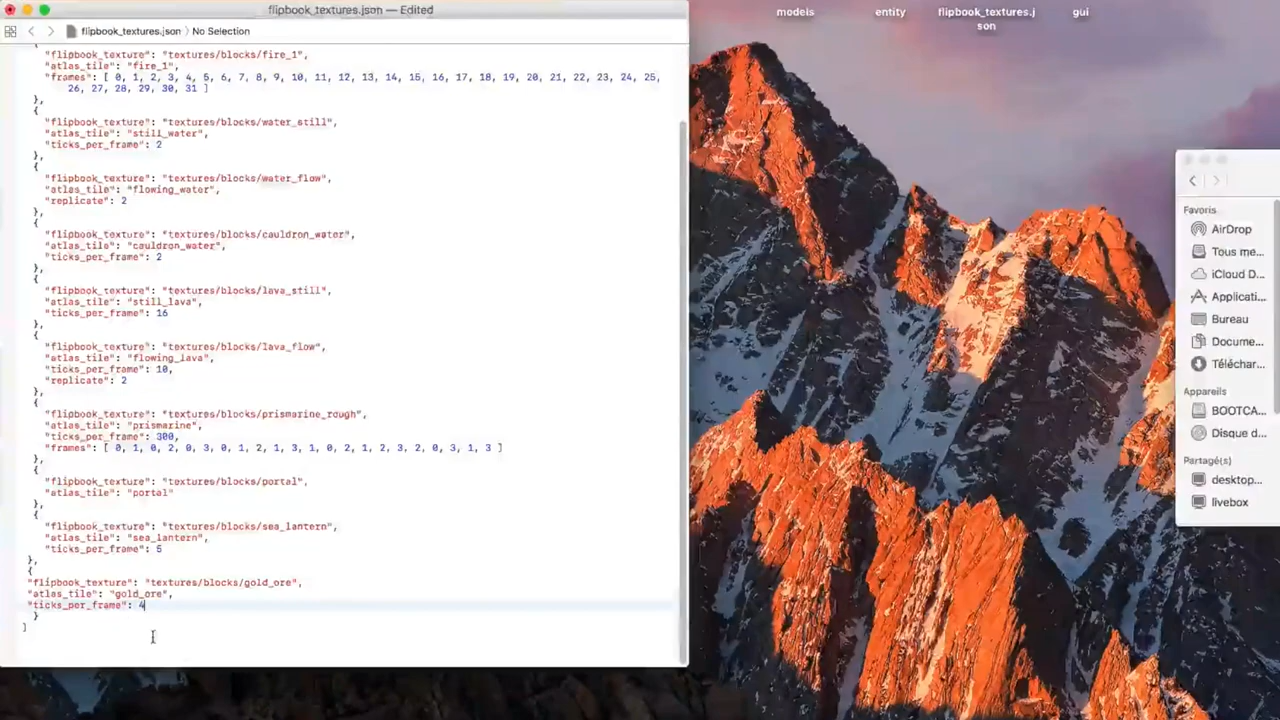 flipbook_textures.json — Edited
flipbook_textures.json 〉 No Selection
{
"flipbook_texture": "textures/blocks/fire_1",
"atlas_tile": "fire_1",
"frames": [ 0, 1, 2, 3, 4, 5, 6, 7, 8, 9, 10, 11, 12, 13, 14, 15, 16, 17, 18, 19, 20, 21, 22, 23, 24, 25,
26, 27, 28, 29, 30, 31 ]
},
{
"flipbook_texture": "textures/blocks/water_still",
"atlas_tile": "still_water",
"ticks_per_frame": 2
},
{
"flipbook_texture": "textures/blocks/water_flow",
"atlas_tile": "flowing_water",
"replicate": 2
},
{
"flipbook_texture": "textures/blocks/cauldron_water",
"atlas_tile": "cauldron_water",
"ticks_per_frame": 2
},
{
"flipbook_texture": "textures/blocks/lava_still",
"atlas_tile": "still_lava",
"ticks_per_frame": 16
},
{
"flipbook_texture": "textures/blocks/lava_flow",
"atlas_tile": "flowing_lava",
"ticks_per_frame": 10,
"replicate": 2
},
{
"flipbook_texture": "textures/blocks/prismarine_rough",
"atlas_tile": "prismarine",
"ticks_per_frame": 300,
"frames": [ 0, 1, 0, 2, 0, 3, 0, 1, 2, 1, 3, 1, 0, 2, 1, 2, 3, 2, 0, 3, 1, 3 ]
},
{
"flipbook_texture": "textures/blocks/portal",
"atlas_tile": "portal"
},
{
"flipbook_texture": "textures/blocks/sea_lantern",
"atlas_tile": "sea_lantern",
"ticks_per_frame": 5
},
{
"flipbook_texture": "textures/blocks/gold_ore",
"atlas_tile": "gold_ore",
"ticks_per_frame": 4
}
]
models
entity
flipbook_textures.j
son
gui
Favoris
AirDrop
Tous me...
iCloud D...
Applicati...
Bureau
Docume...
Téléchar...
Appareils
BOOTCA...
Disque d...
Partagé(s)
desktop...
livebox